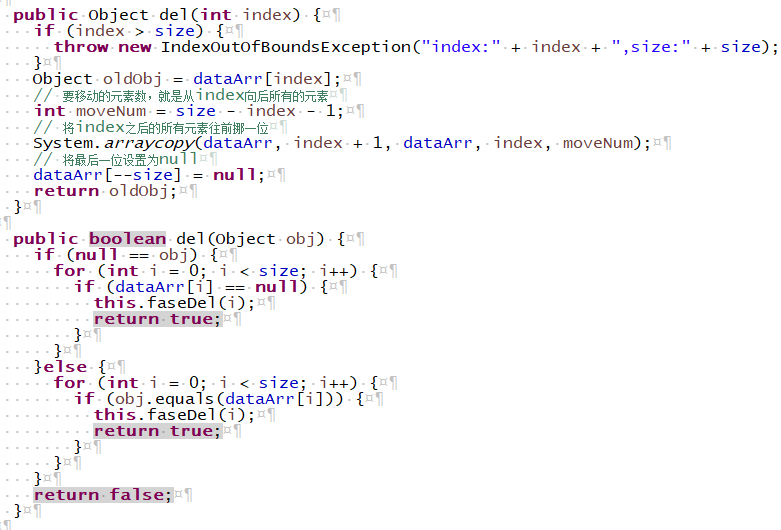 public Object del(int index) {
if (index > size) {
throw new IndexOutOfBoundsException("index:" + index + ",size:" + size);
}
Object oldObj = dataArr[index];
// 要移动的元素数，就是从index向后所有的元素
int moveNum = size - index - 1;
// 将index之后的所有元素往前挪一位
System.arraycopy(dataArr, index + 1, dataArr, index, moveNum);
// 将最后一位设置为null
dataArr[--size] = null;
return oldObj;
}
public boolean del(Object obj) {
if (null == obj) {
for (int i = 0; i < size; i++) {
if (dataArr[i] == null) {
this.faseDel(i);
return true;
}
}
}else {
for (int i = 0; i < size; i++) {
if (obj.equals(dataArr[i])) {
this.faseDel(i);
return true;
}
}
}
return false;
}